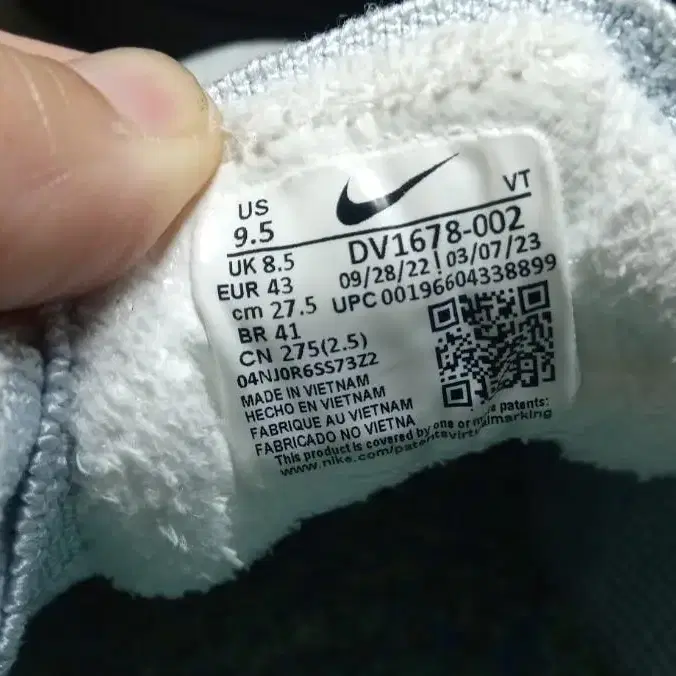 US
9.5
VT
UK 8.5
DV1678-002
EUR 43
09/28/22 | 03/07/23
cm 27.5
UPC 00196604338899
BR 41
CN 275(2.5)
04NJ0R6SS73Z2
MADE IN VIETNAM
HECHO EN VIETNAM
FABRIQUE AU VIETNAM
FABRICADO NO VIETNA
This product is covered by one or patents:
www.nike.com/patents